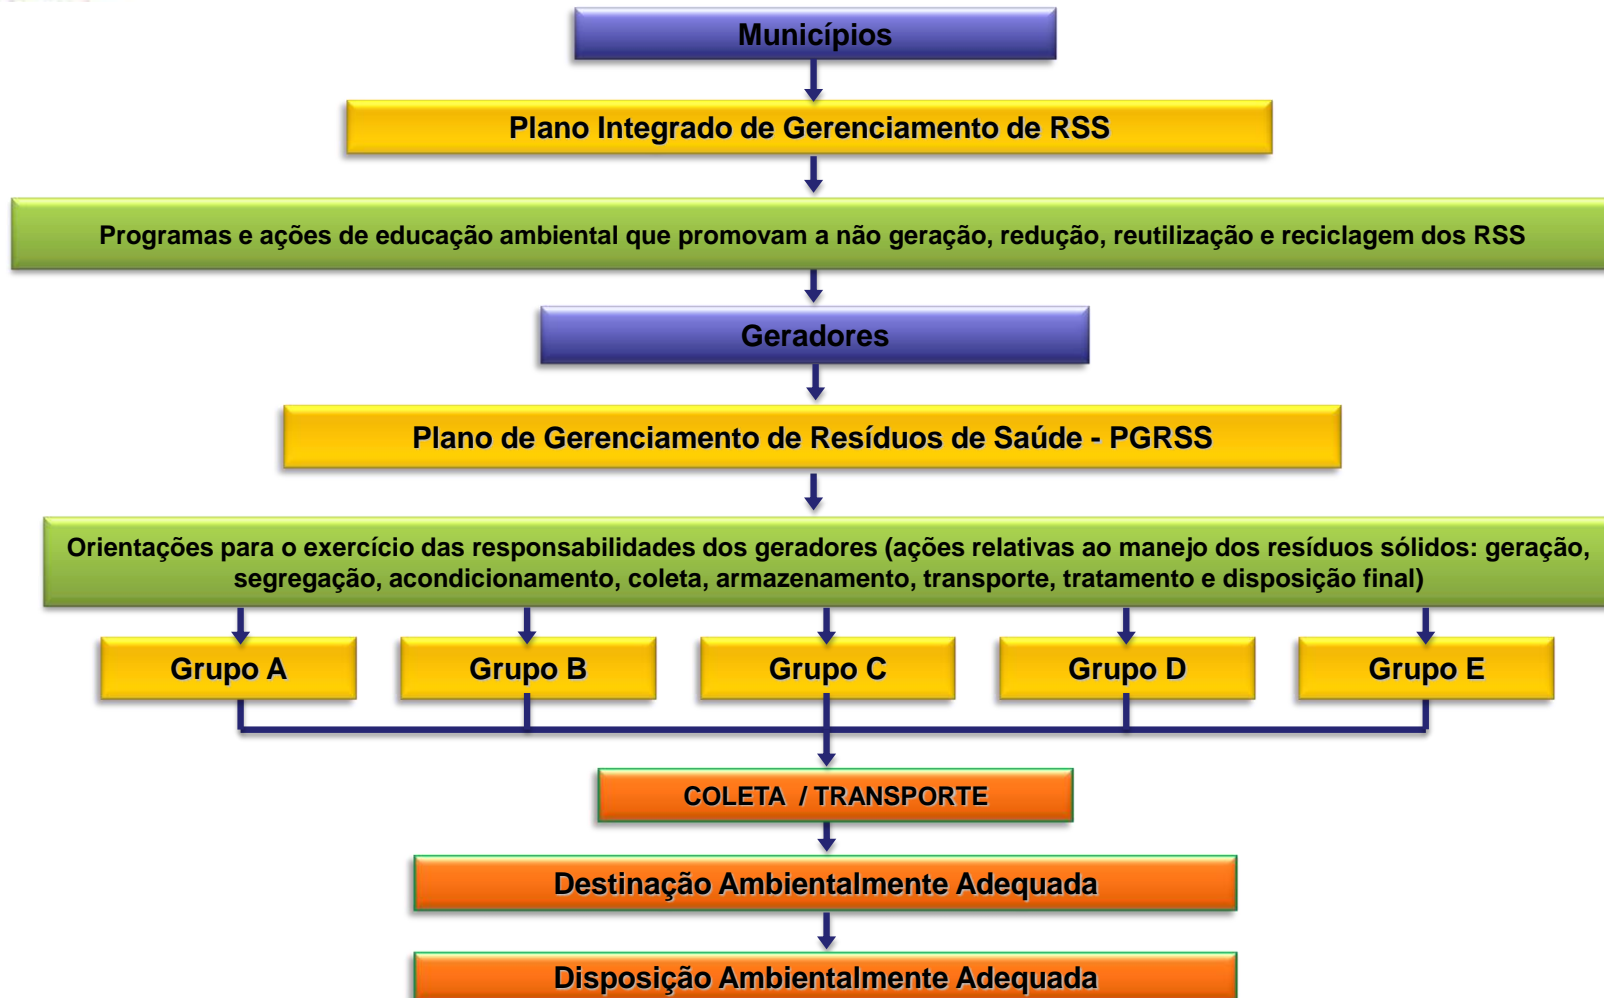 Municípios
Plano Integrado de Gerenciamento de RSS
Programas e ações de educação ambiental que promovam a não geração, redução, reutilização e reciclagem dos RSS
Geradores
Plano de Gerenciamento de Resíduos de Saúde - PGRSS
Orientações para o exercício das responsabilidades dos geradores (ações relativas ao manejo dos resíduos sólidos: geração,
segregação, acondicionamento, coleta, armazenamento, transporte, tratamento e disposição final)
Grupo A
Grupo B
Grupo C
Grupo D
Grupo E
COLETA / TRANSPORTE
Destinação Ambientalmente Adequada
Disposição Ambientalmente Adequada